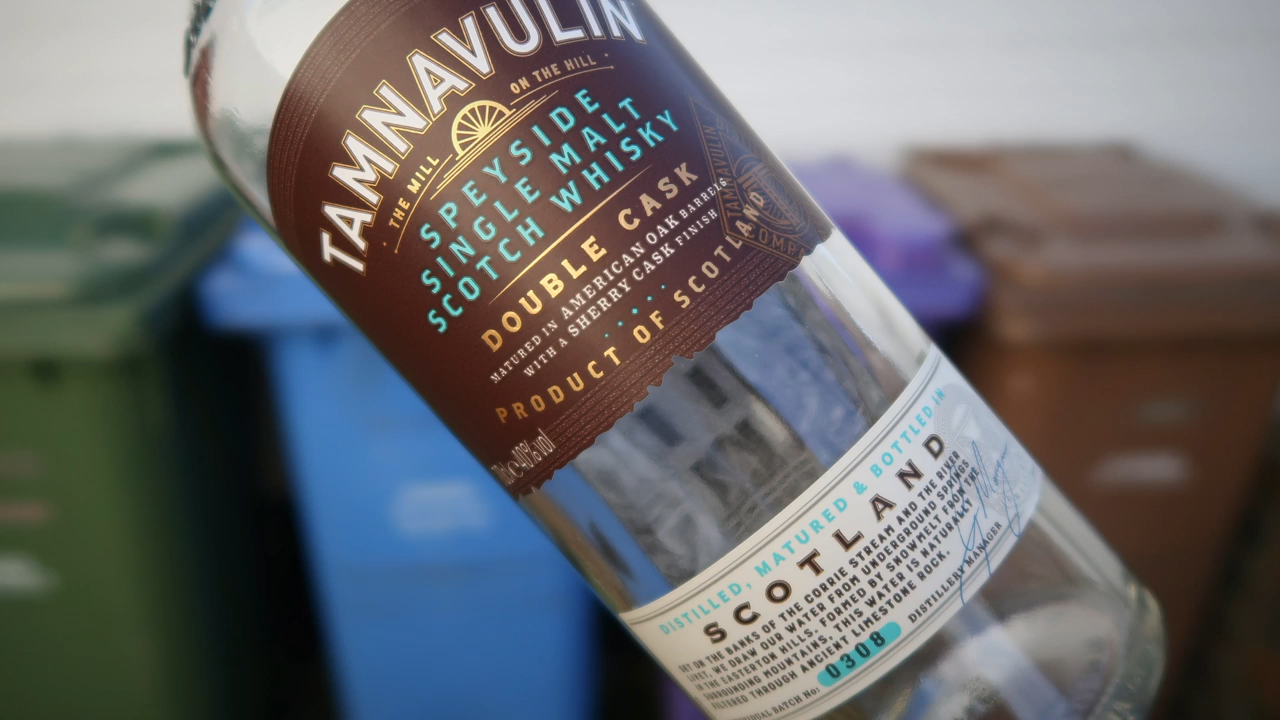 TAMNAVULIN
· THE MILL ON THE HILL ·
SPEYSIDE
SINGLE MALT
SCOTCH WHISKY
DOUBLE CASK
MATURED IN AMERICAN OAK BARRELS
WITH A SHERRY CASK FINISH
PRODUCT OF SCOTLAND
40%vol
TAMNAVULIN
DISTILLED, MATURED & BOTTLED IN
SCOTLAND
SET ON THE BANKS OF THE CORRIE STREAM AND THE RIVER
LIVET, WE DRAW OUR WATER FROM UNDERGROUND SPRINGS
IN THE EASTERTON HILLS. FORMED BY SNOWMELT FROM THE
SURROUNDING MOUNTAINS, THIS WATER IS NATURALLY
FILTERED THROUGH ANCIENT LIMESTONE ROCK.
BATCH No: 0308
DISTILLERY MANAGER